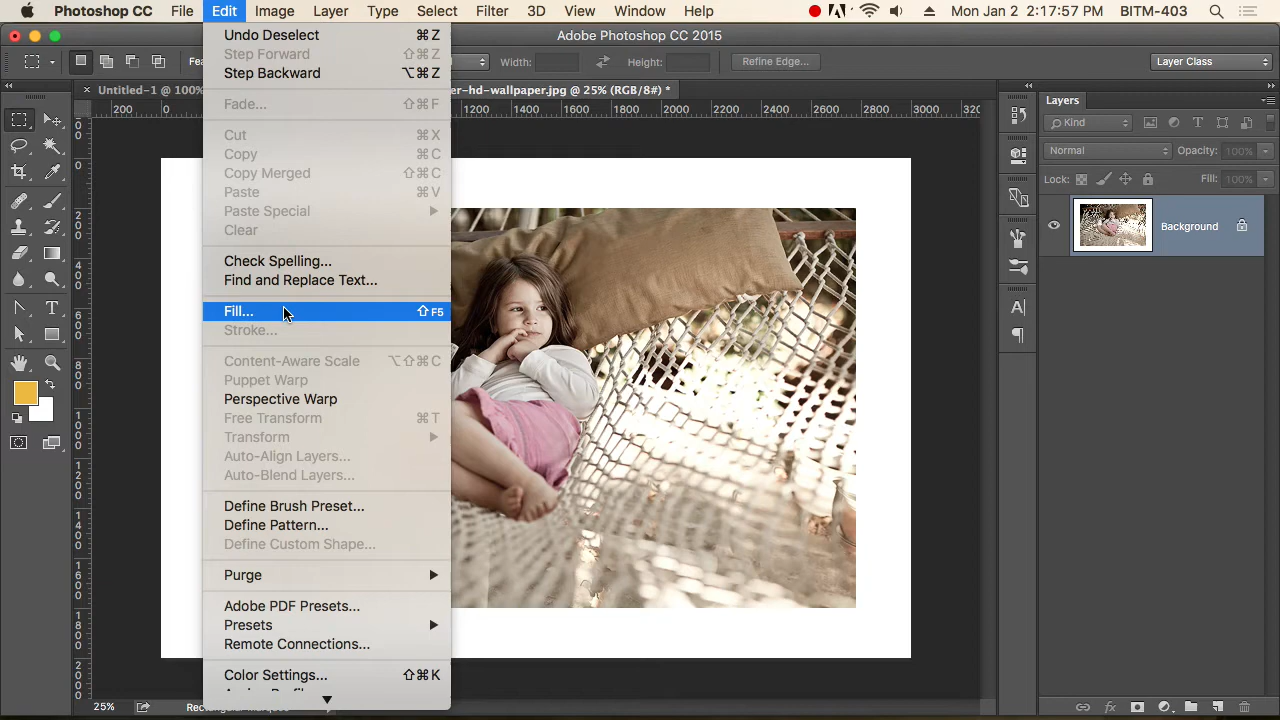 Photoshop CC File Edit Image Layer Type Select Filter 3D View Window Help Mon Jan 2 2:17:57 PM BITM-403
Adobe Photoshop CC 2015
Width: Height: Refine Edge... Layer Class
Untitled-1 @ 100% er-hd-wallpaper.jpg @ 25% (RGB/8#) *
200 0 1200 1400 1600 1800 2000 2200 2400 2600 2800 3000
Undo Deselect ⌘Z
Step Forward ⇧⌘Z
Step Backward ⌥⌘Z
Fade... ⇧⌘F
Cut ⌘X
Copy ⌘C
Copy Merged ⇧⌘C
Paste ⌘V
Paste Special
Clear
Check Spelling...
Find and Replace Text...
Fill... ⇧F5
Stroke...
Content-Aware Scale ⌥⇧⌘C
Puppet Warp
Perspective Warp
Free Transform ⌘T
Transform
Auto-Align Layers...
Auto-Blend Layers...
Define Brush Preset...
Define Pattern...
Define Custom Shape...
Purge
Adobe PDF Presets...
Presets
Remote Connections...
Color Settings... ⇧⌘K
Layers
Kind
Normal Opacity: 100%
Lock: Fill: 100%
Background
25%